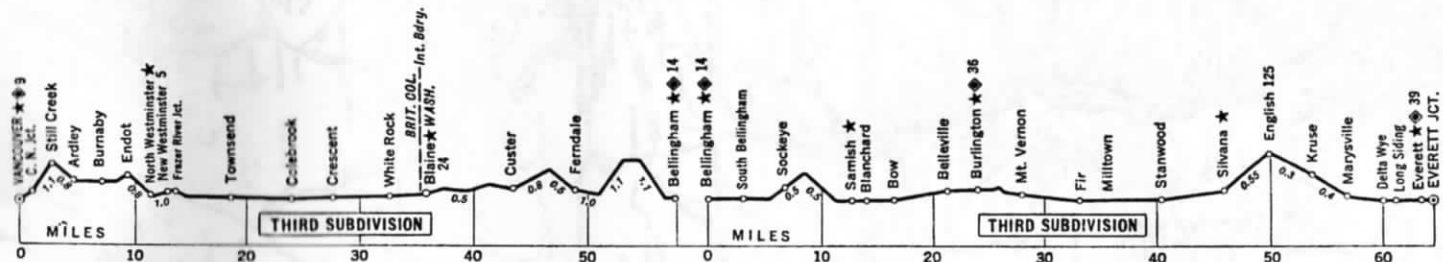 VANCOUVER ★ ◈ 9
C. N. Jct.
Still Creek
Ardley
Burnaby
Endot
North Westminster ★
New Westminster 5
Frazer River Jct.
Townsend
Colebrook
Crescent
White Rock
BRIT. COL. Int. Bdry.
Blaine ★ WASH.
24
Custer
Ferndale
Bellingham ★ ◈ 14
Bellingham ★ ◈ 14
South Bellingham
Sockeye
Samish ★
Blanchard
Bow
Belleville
Burlington ★ ◈ 36
Mt. Vernon
Fir
Milltown
Stanwood
Silvana ★
English 125
Kruse
Marysville
Delta Wye
Long Siding
Everett ★ ◈ 39
EVERETT JCT.
1.1 0.8 0.6 1.0 0.5 0.8 0.5 1.0 1.1 1.1 0.5 0.5 0.55 0.3 0.4
MILES THIRD SUBDIVISION MILES THIRD SUBDIVISION
0 10 20 30 40 50 0 10 20 30 40 50 60